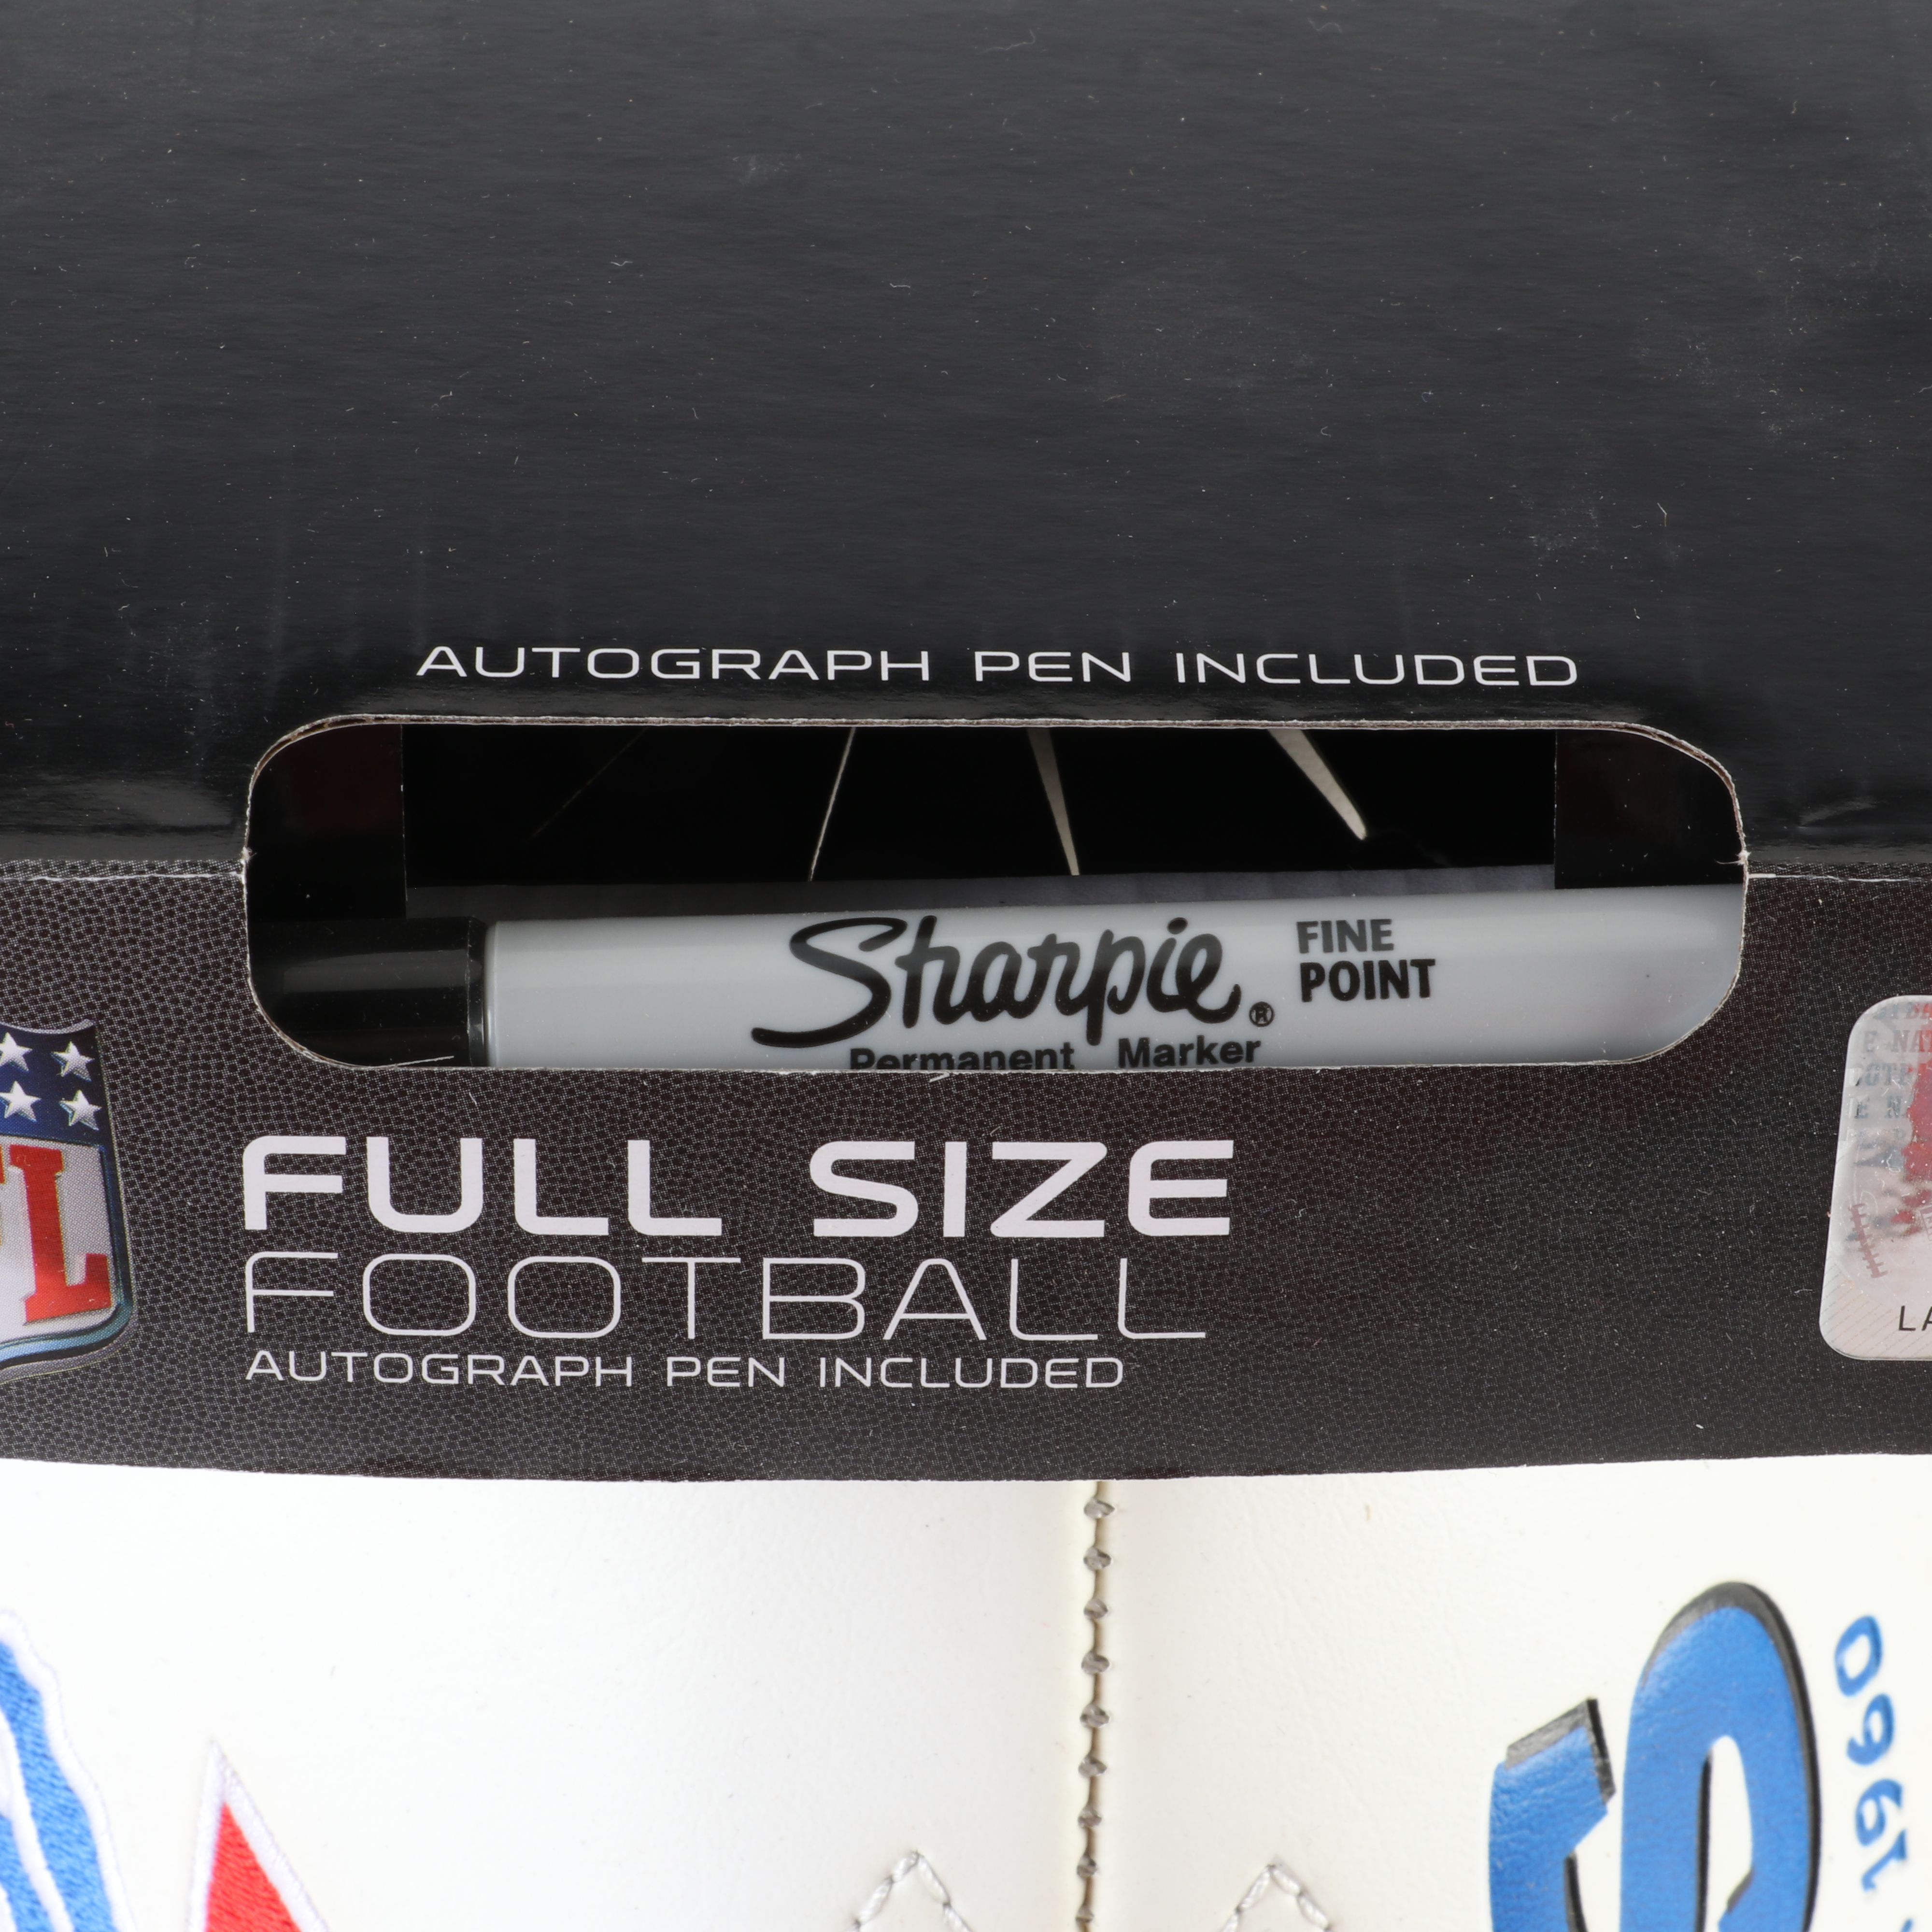 AUTOGRAPH PEN INCLUDED
Sharpie®
FINE
POINT
Permanent Marker
FULL SIZE
FOOTBALL
AUTOGRAPH PEN INCLUDED
1960